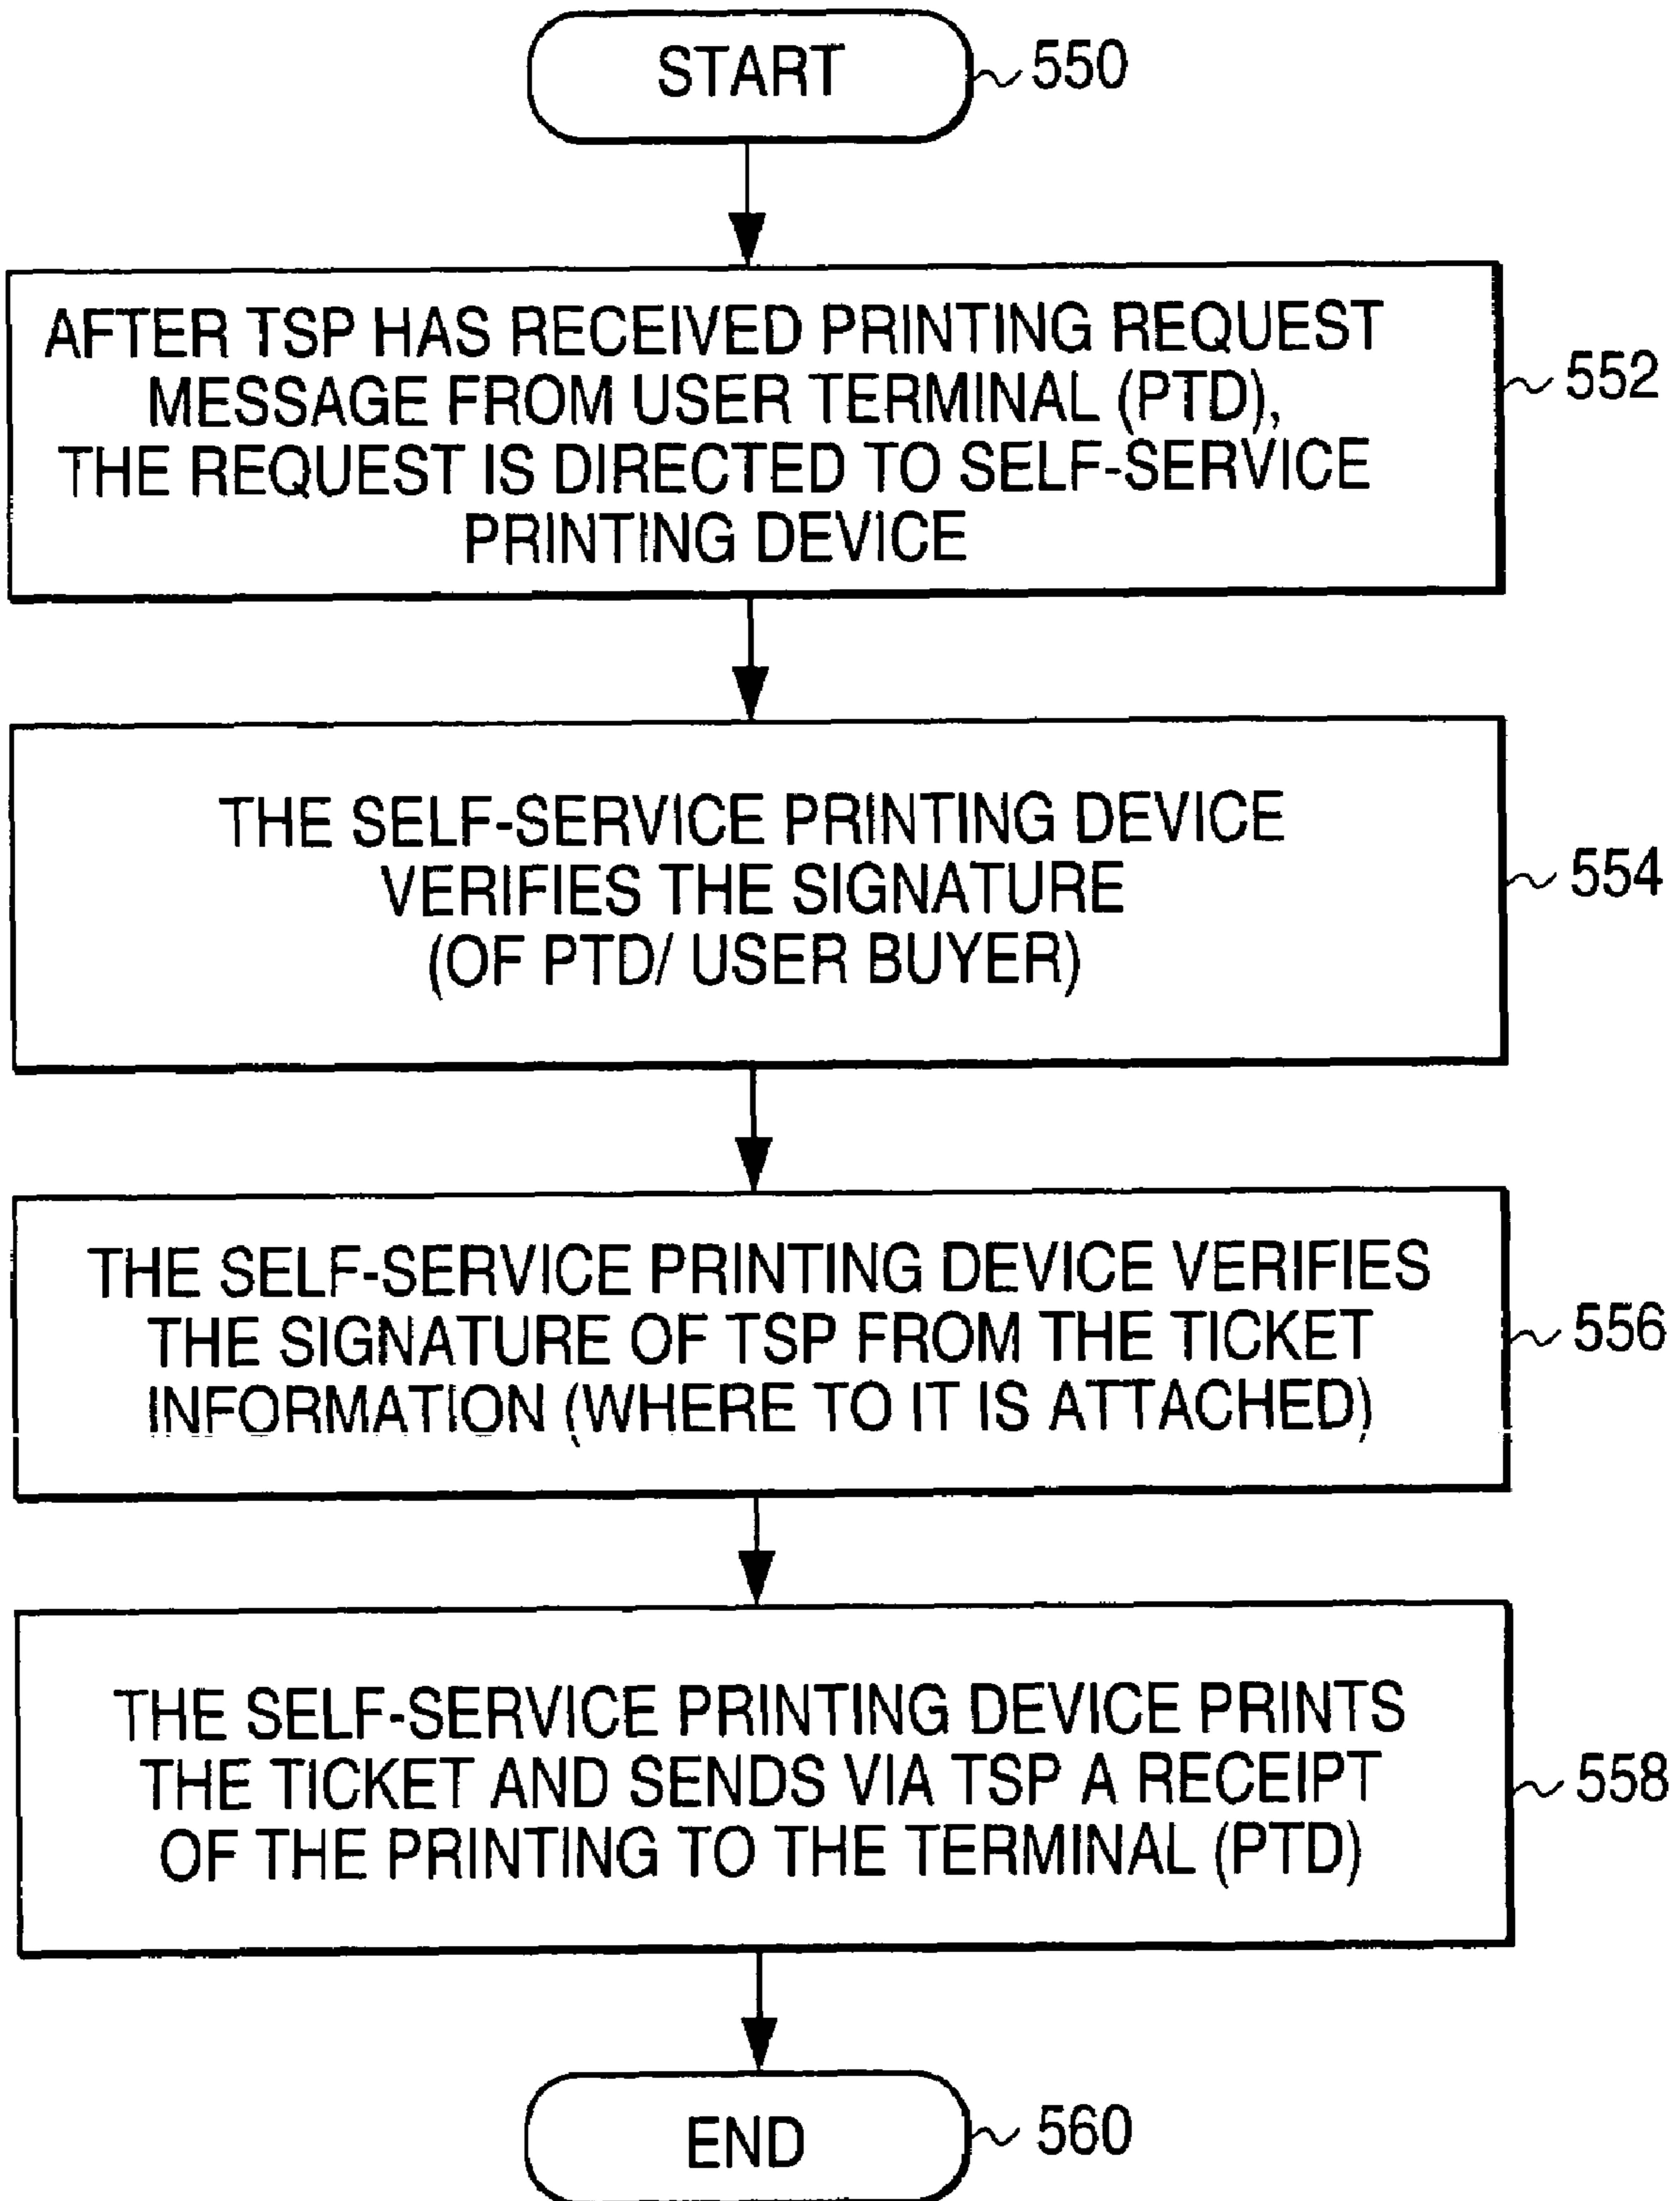 START
550
AFTER TSP HAS RECEIVED PRINTING REQUEST
MESSAGE FROM USER TERMINAL (PTD),
THE REQUEST IS DIRECTED TO SELF-SERVICE
PRINTING DEVICE
552
THE SELF-SERVICE PRINTING DEVICE
VERIFIES THE SIGNATURE
(OF PTD/ USER BUYER)
554
THE SELF-SERVICE PRINTING DEVICE VERIFIES
THE SIGNATURE OF TSP FROM THE TICKET
INFORMATION (WHERE TO IT IS ATTACHED)
556
THE SELF-SERVICE PRINTING DEVICE PRINTS
THE TICKET AND SENDS VIA TSP A RECEIPT
OF THE PRINTING TO THE TERMINAL (PTD)
558
END
560